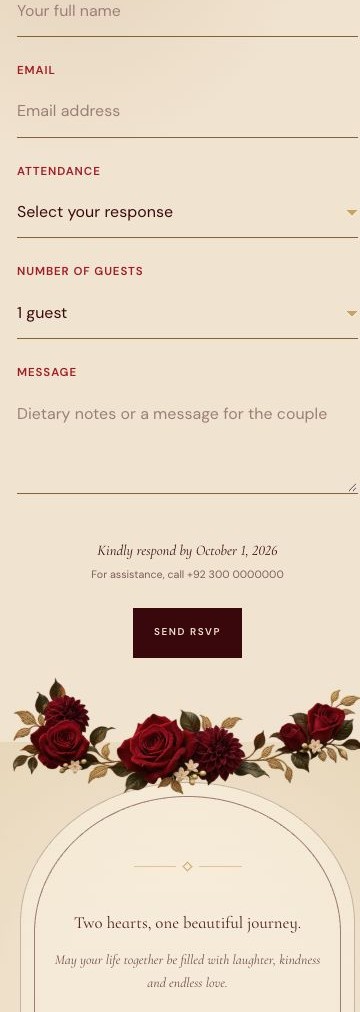 Your full name
EMAIL
Email address
ATTENDANCE
Select your response
NUMBER OF GUESTS
1 guest
MESSAGE
Dietary notes or a message for the couple
Kindly respond by October 1, 2026
For assistance, call +92 300 0000000
SEND RSVP
Two hearts, one beautiful journey.
May your life together be filled with laughter, kindness
and endless love.